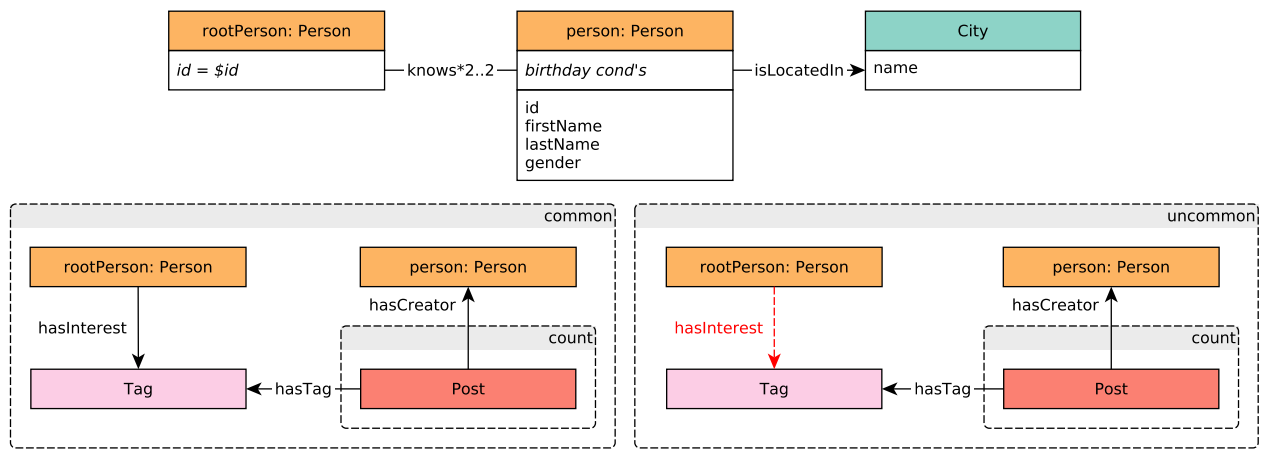 rootPerson: Person
person: Person
City
id = $id
knows*2..2
birthday cond's
isLocatedIn
name
id
firstName
lastName
gender
common
rootPerson: Person
person: Person
hasCreator
hasInterest
count
Tag
hasTag
Post
uncommon
rootPerson: Person
person: Person
hasCreator
hasInterest
count
Tag
hasTag
Post